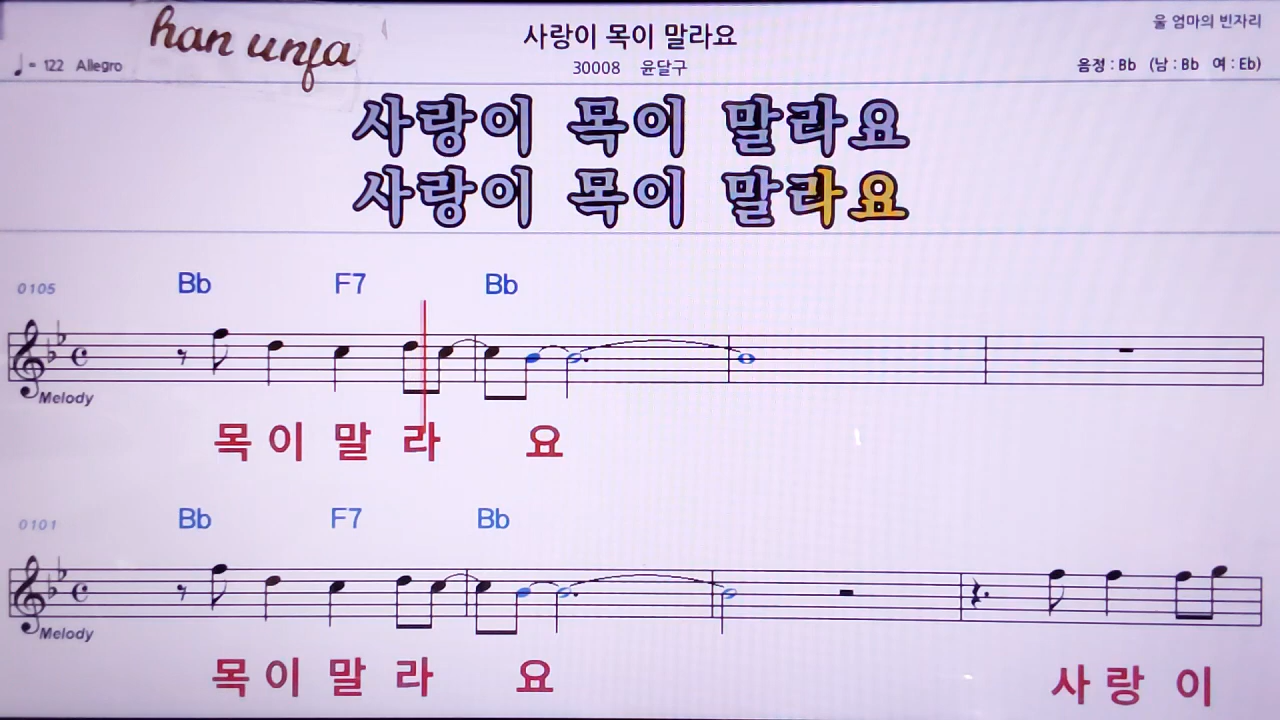 han unfa
사랑이 목이 말라요
울 엄마의 빈자리
♩= 122 Allegro
30008 윤달구
음정 : Bb (남 : Bb 여 : Eb)
사랑이 목이 말라요
사랑이 목이 말라요
0105 Bb F7 Bb
Melody
목 이 말 라 요
0101 Bb F7 Bb
Melody
목 이 말 라 요 사 랑 이